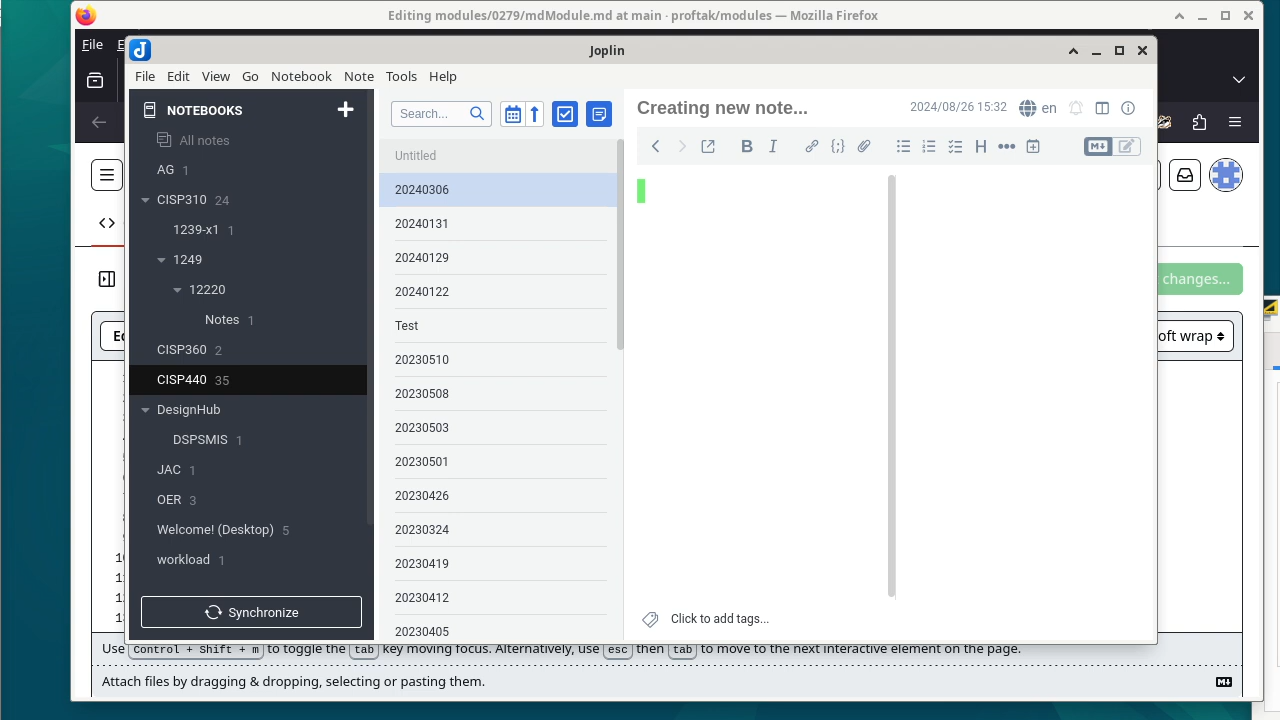 Editing modules/0279/mdModule.md at main · proftak/modules — Mozilla Firefox
File
Joplin
File Edit View Go Notebook Note Tools Help
NOTEBOOKS
All notes
AG 1
CISP310 24
1239-x1 1
1249
12220
Notes 1
CISP360 2
CISP440 35
DesignHub
DSPSMIS 1
JAC 1
OER 3
Welcome! (Desktop) 5
workload 1
Synchronize
Search...
Untitled
20240306
20240131
20240129
20240122
Test
20230510
20230508
20230503
20230501
20230426
20230324
20230419
20230412
20230405
Creating new note...
2024/08/26 15:32
en
Click to add tags...
changes...
oft wrap
Use Control + Shift + m to toggle the tab key moving focus. Alternatively, use esc then tab to move to the next interactive element on the page.
Attach files by dragging & dropping, selecting or pasting them.